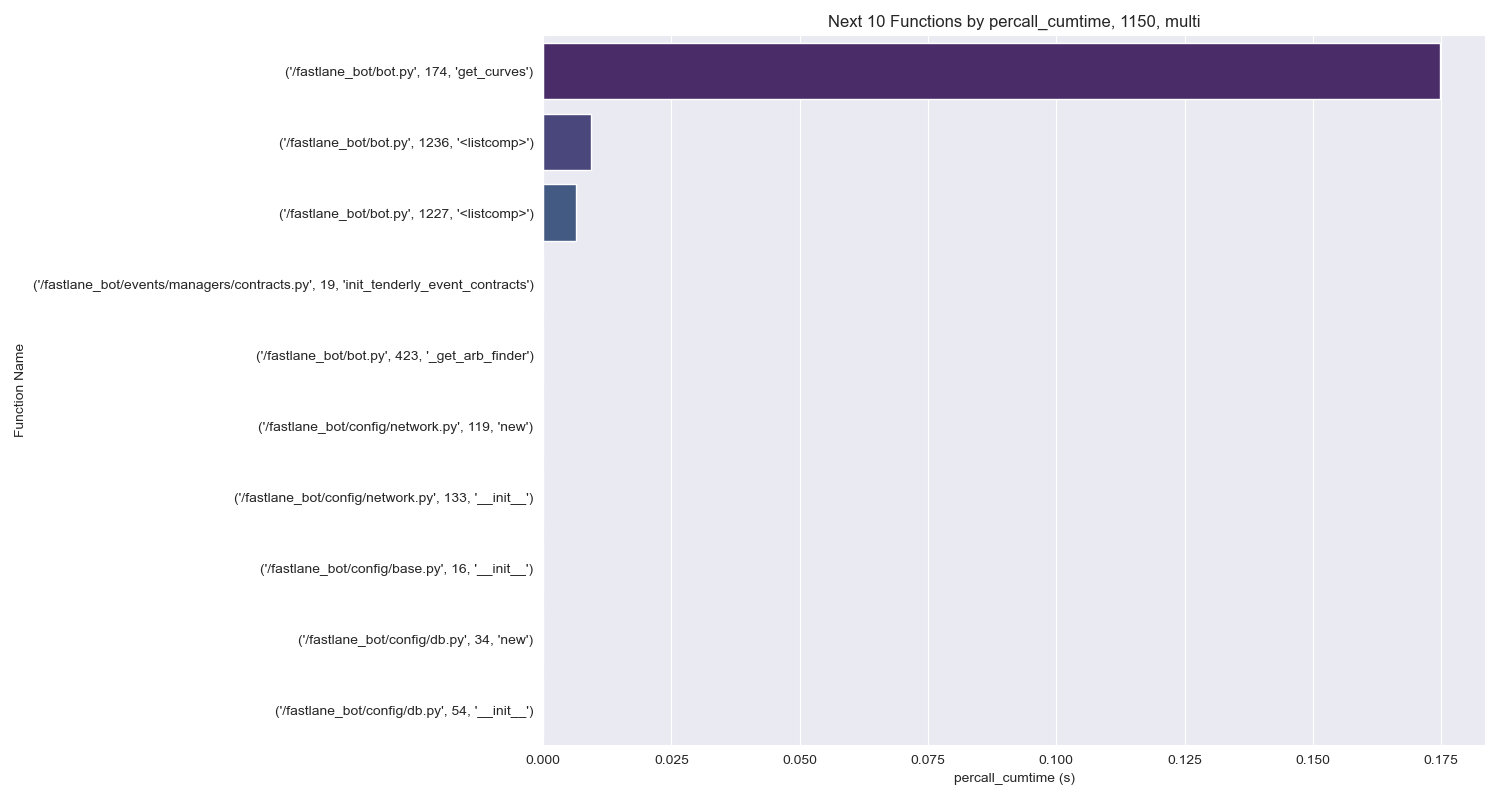 Next 10 Functions by percall_cumtime, 1150, multi
('/fastlane_bot/bot.py', 174, 'get_curves')
('/fastlane_bot/bot.py', 1236, '<listcomp>')
('/fastlane_bot/bot.py', 1227, '<listcomp>')
('/fastlane_bot/events/managers/contracts.py', 19, 'init_tenderly_event_contracts')
('/fastlane_bot/bot.py', 423, '_get_arb_finder')
('/fastlane_bot/config/network.py', 119, 'new')
('/fastlane_bot/config/network.py', 133, '__init__')
('/fastlane_bot/config/base.py', 16, '__init__')
('/fastlane_bot/config/db.py', 34, 'new')
('/fastlane_bot/config/db.py', 54, '__init__')
Function Name
0.000 0.025 0.050 0.075 0.100 0.125 0.150 0.175
percall_cumtime (s)